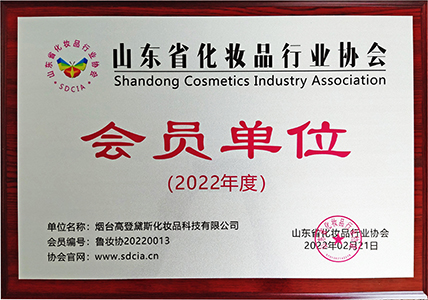 山东省化妆品行业协会
SDCIA
山东省化妆品行业协会
Shandong Cosmetics Industry Association
会员单位
(2022年度)
单位名称：烟台高登黛斯化妆品科技有限公司
会员编号：鲁妆协20220013
协会官网：www.sdcia.cn
山东省化妆品行业协会
2022年02月21日